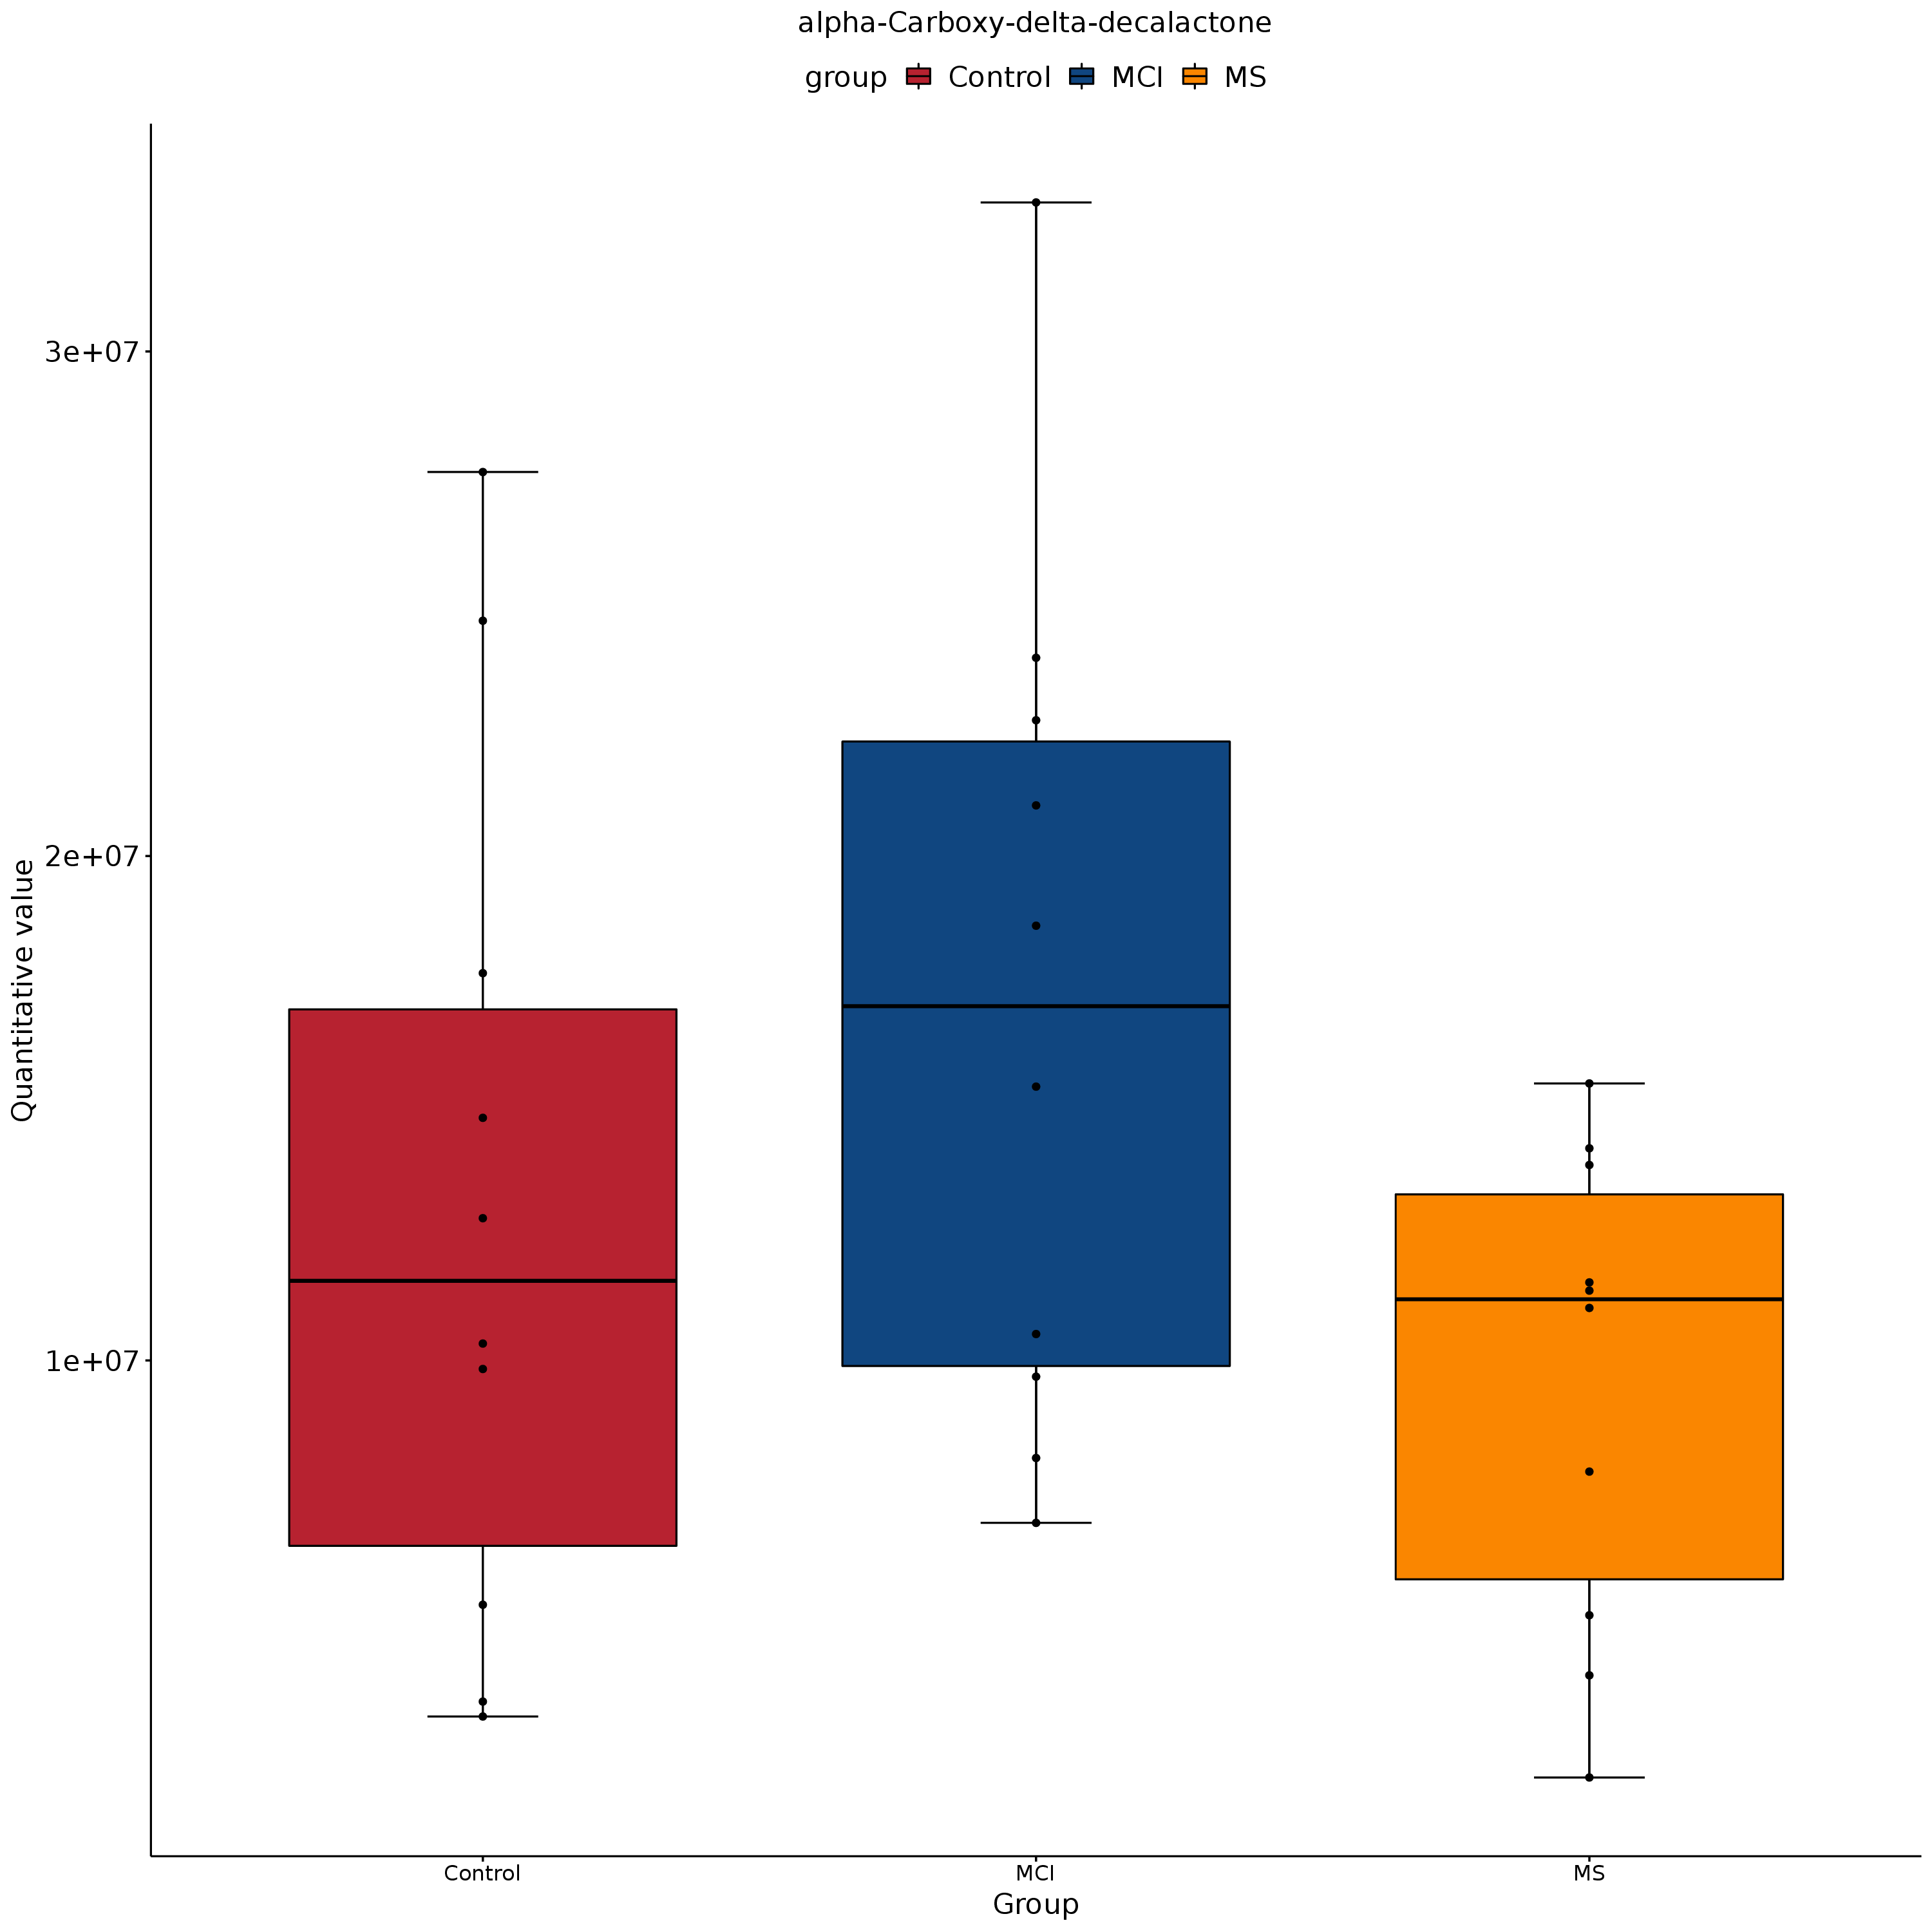 alpha-Carboxy-delta-decalactone
group Control MCI MS
3e+07
2e+07
1e+07
Quantitative value
Control MCI MS
Group